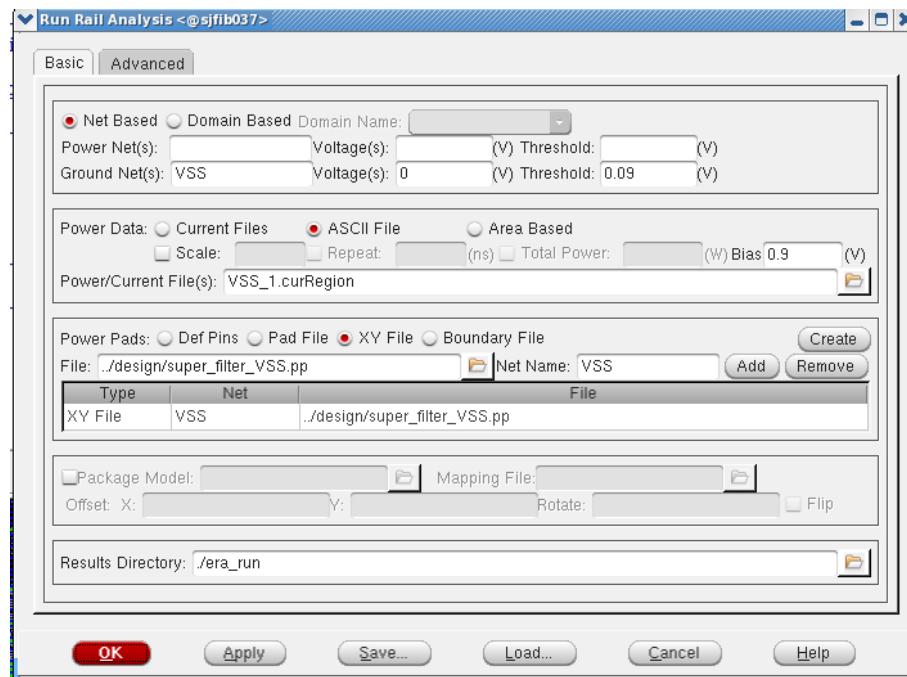 Run Rail Analysis <@sjfib037>
Basic Advanced
Net Based Domain Based Domain Name:
Power Net(s): Voltage(s): (V) Threshold: (V)
Ground Net(s): VSS Voltage(s): 0 (V) Threshold: 0.09 (V)
Power Data: Current Files ASCII File Area Based
Scale: Repeat: (ns) Total Power: (W) Bias 0.9 (V)
Power/Current File(s): VSS_1.curRegion
Power Pads: Def Pins Pad File XY File Boundary File Create
File: ../design/super_filter_VSS.pp Net Name: VSS Add Remove
Type Net File
XY File VSS ../design/super_filter_VSS.pp
Package Model: Mapping File:
Offset: X: Y: Rotate: Flip
Results Directory: ./era_run
OK Apply Save... Load... Cancel Help